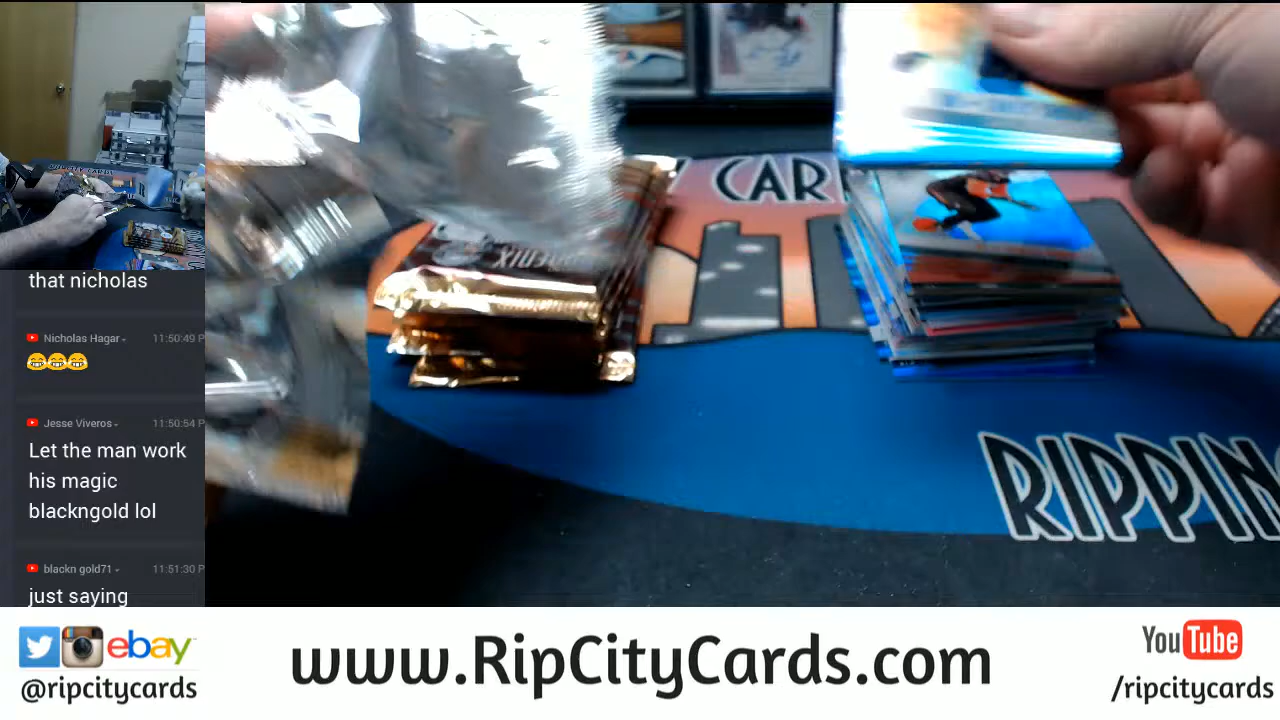 that nicholas
Nicholas Hagar
11:50:49 P
😂😂😂
Jesse Viveros
11:50:54 P
Let the man work
his magic
blackngold lol
blackn gold71
11:51:30 P
just saying
CAR
RIPPIN
ebay
@ripcitycards
www.RipCityCards.com
YouTube
/ripcitycards